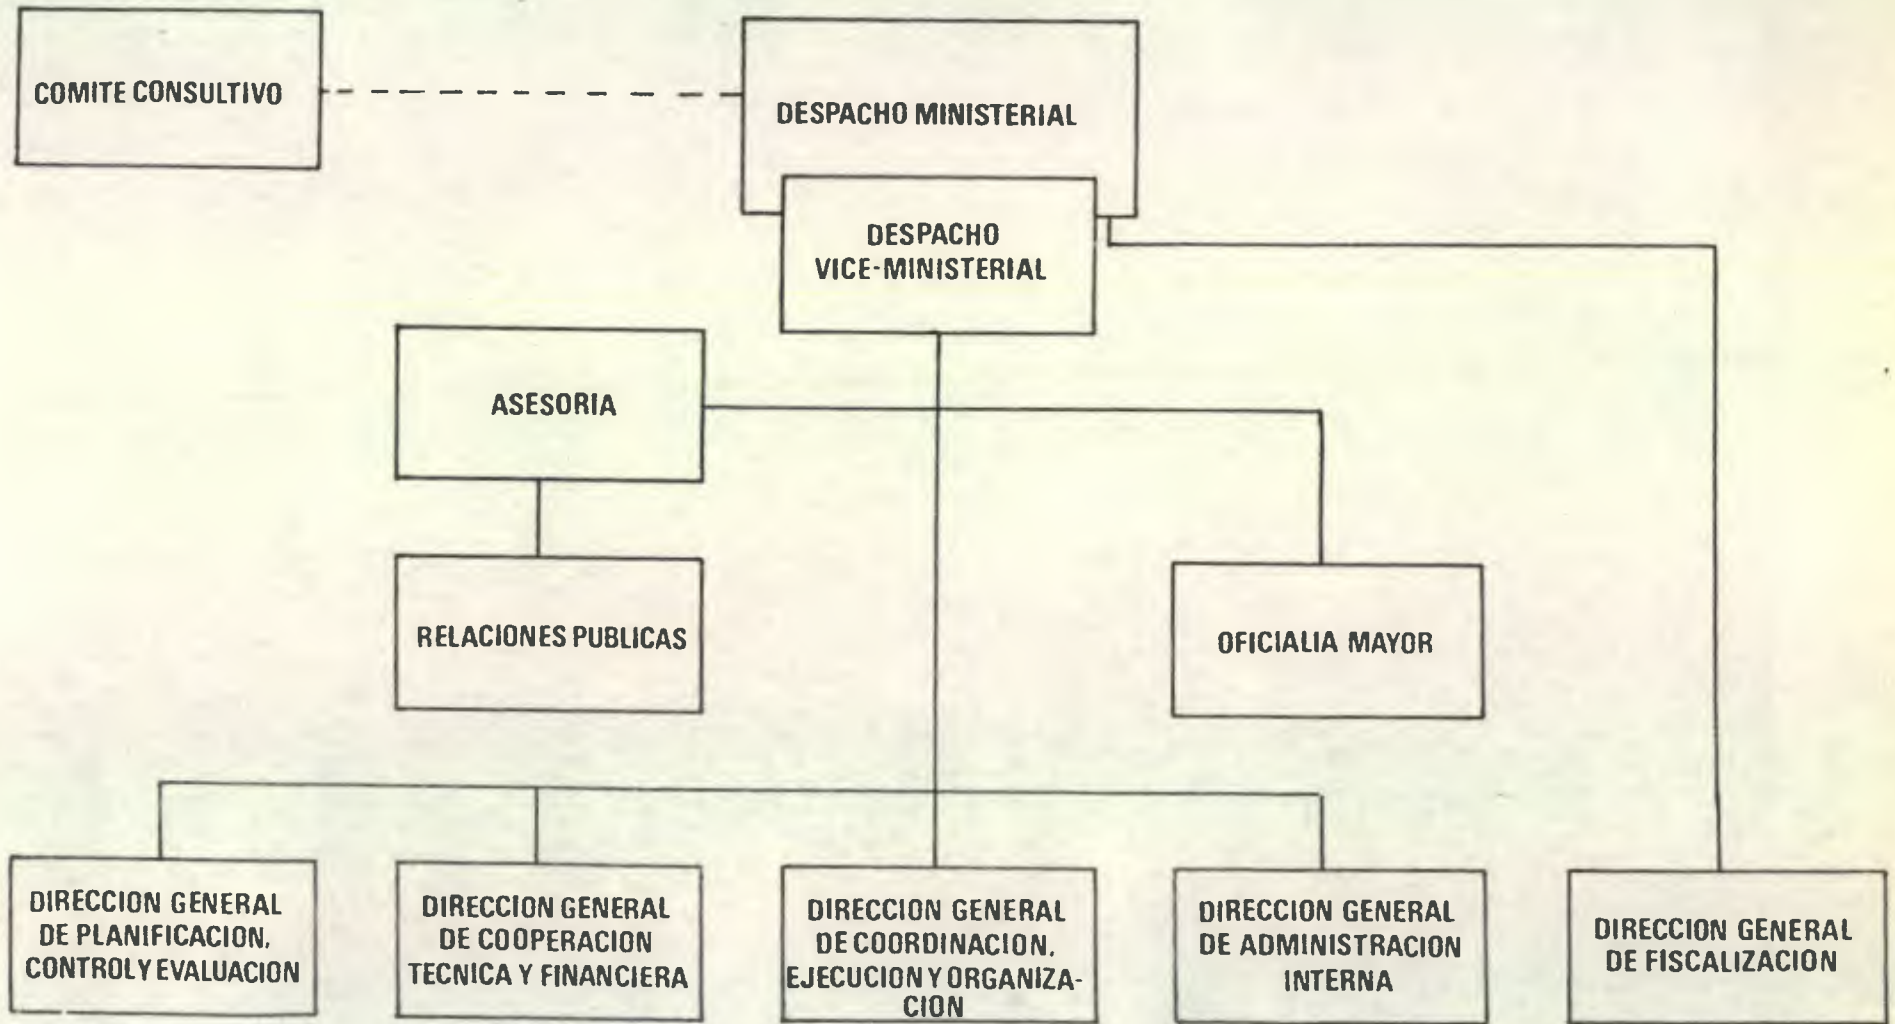 COMITE CONSULTIVO
DESPACHO MINISTERIAL
DESPACHO
VICE-MINISTERIAL
ASESORIA
RELACIONES PUBLICAS
OFICIALIA MAYOR
DIRECCION GENERAL
DE PLANIFICACION,
CONTROL Y EVALUACION
DIRECCION GENERAL
DE COOPERACION
TECNICA Y FINANCIERA
DIRECCION GENERAL
DE COORDINACION,
EJECUCION Y ORGANIZA-
CION
DIRECCION GENERAL
DE ADMINISTRACION
INTERNA
DIRECCION GENERAL
DE FISCALIZACION